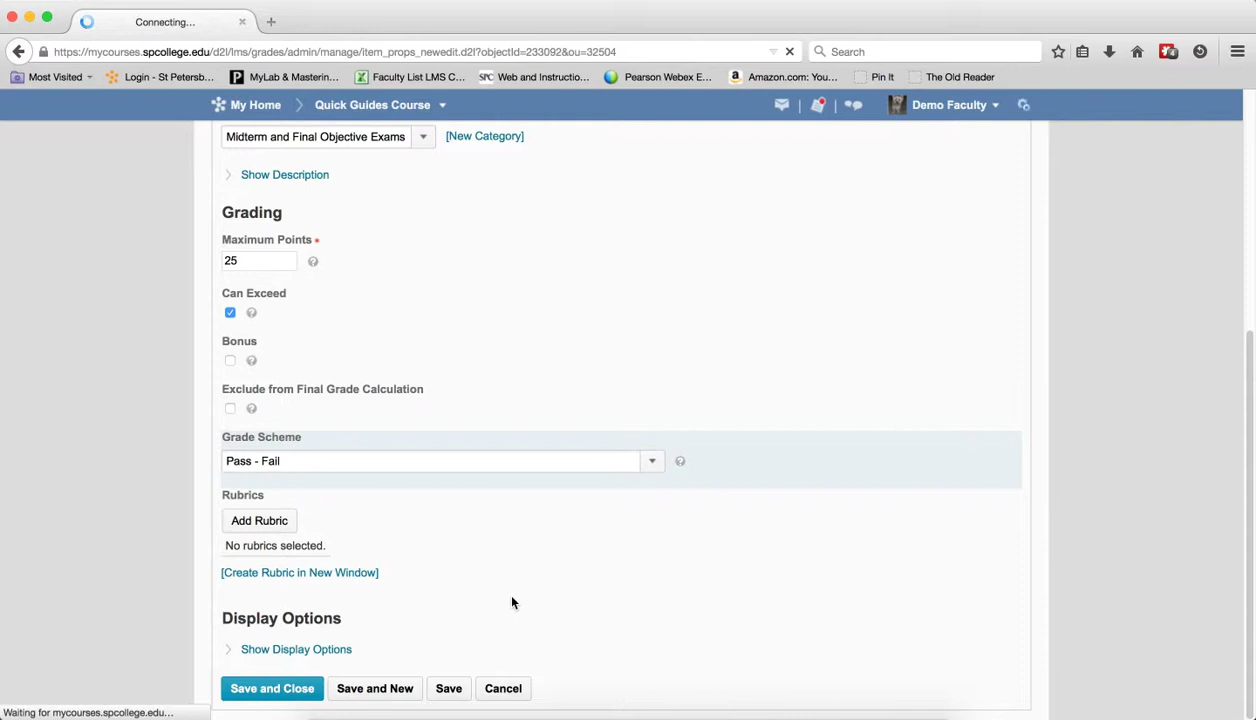 Connecting...
https://mycourses.spcollege.edu/d2l/lms/grades/admin/manage/item_props_newedit.d2l?objectId=233092&ou=32504
Search
Most Visited
Login - St Petersb...
MyLab & Masterin...
Faculty List LMS C...
SPC
Web and Instructio...
Pearson Webex E...
Amazon.com: You...
Pin It
The Old Reader
My Home
Quick Guides Course
Demo Faculty
Midterm and Final Objective Exams
[New Category]
Show Description
Grading
Maximum Points *
25
Can Exceed
Bonus
Exclude from Final Grade Calculation
Grade Scheme
Pass - Fail
Rubrics
Add Rubric
No rubrics selected.
[Create Rubric in New Window]
Display Options
Show Display Options
Save and Close
Save and New
Save
Cancel
Waiting for mycourses.spcollege.edu...